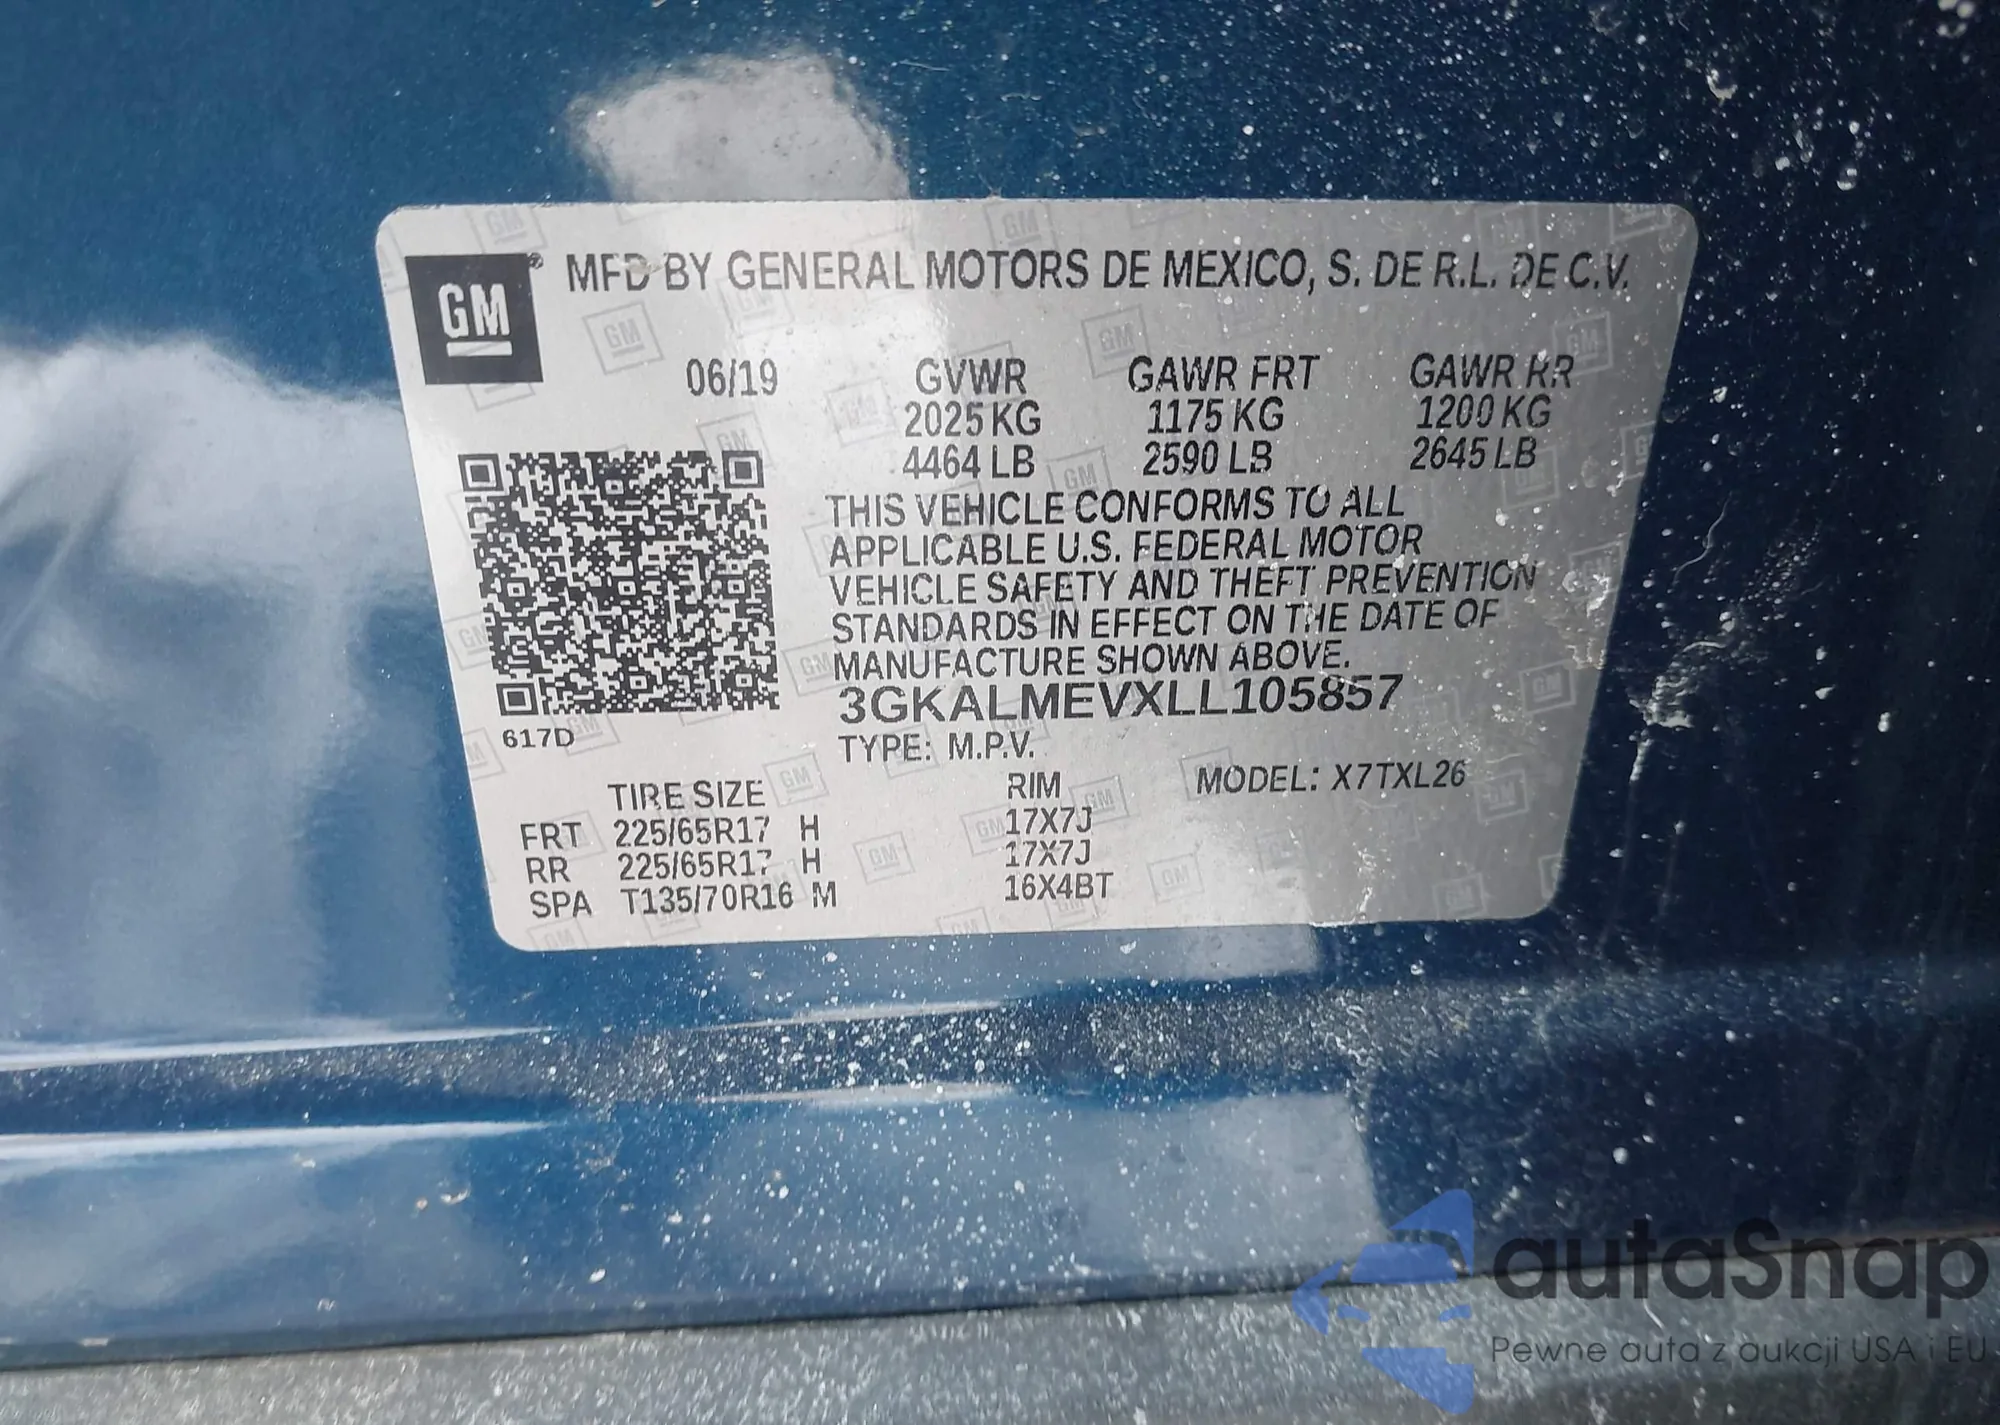 GM® MFD BY GENERAL MOTORS DE MEXICO, S. DE R.L. DE C.V.
06/19 GVWR GAWR FRT GAWR RR
2025 KG 1175 KG 1200 KG
4464 LB 2590 LB 2645 LB
THIS VEHICLE CONFORMS TO ALL
APPLICABLE U.S. FEDERAL MOTOR
VEHICLE SAFETY AND THEFT PREVENTION
STANDARDS IN EFFECT ON THE DATE OF
MANUFACTURE SHOWN ABOVE.
3GKALMEVXLL105857
617D
TYPE: M.P.V.
MODEL: X7TXL26
TIRE SIZE RIM
FRT 225/65R17 H 17X7J
RR 225/65R17 H 17X7J
SPA T135/70R16 M 16X4BT
autaSnap
Pewne auta z aukcji USA i EU